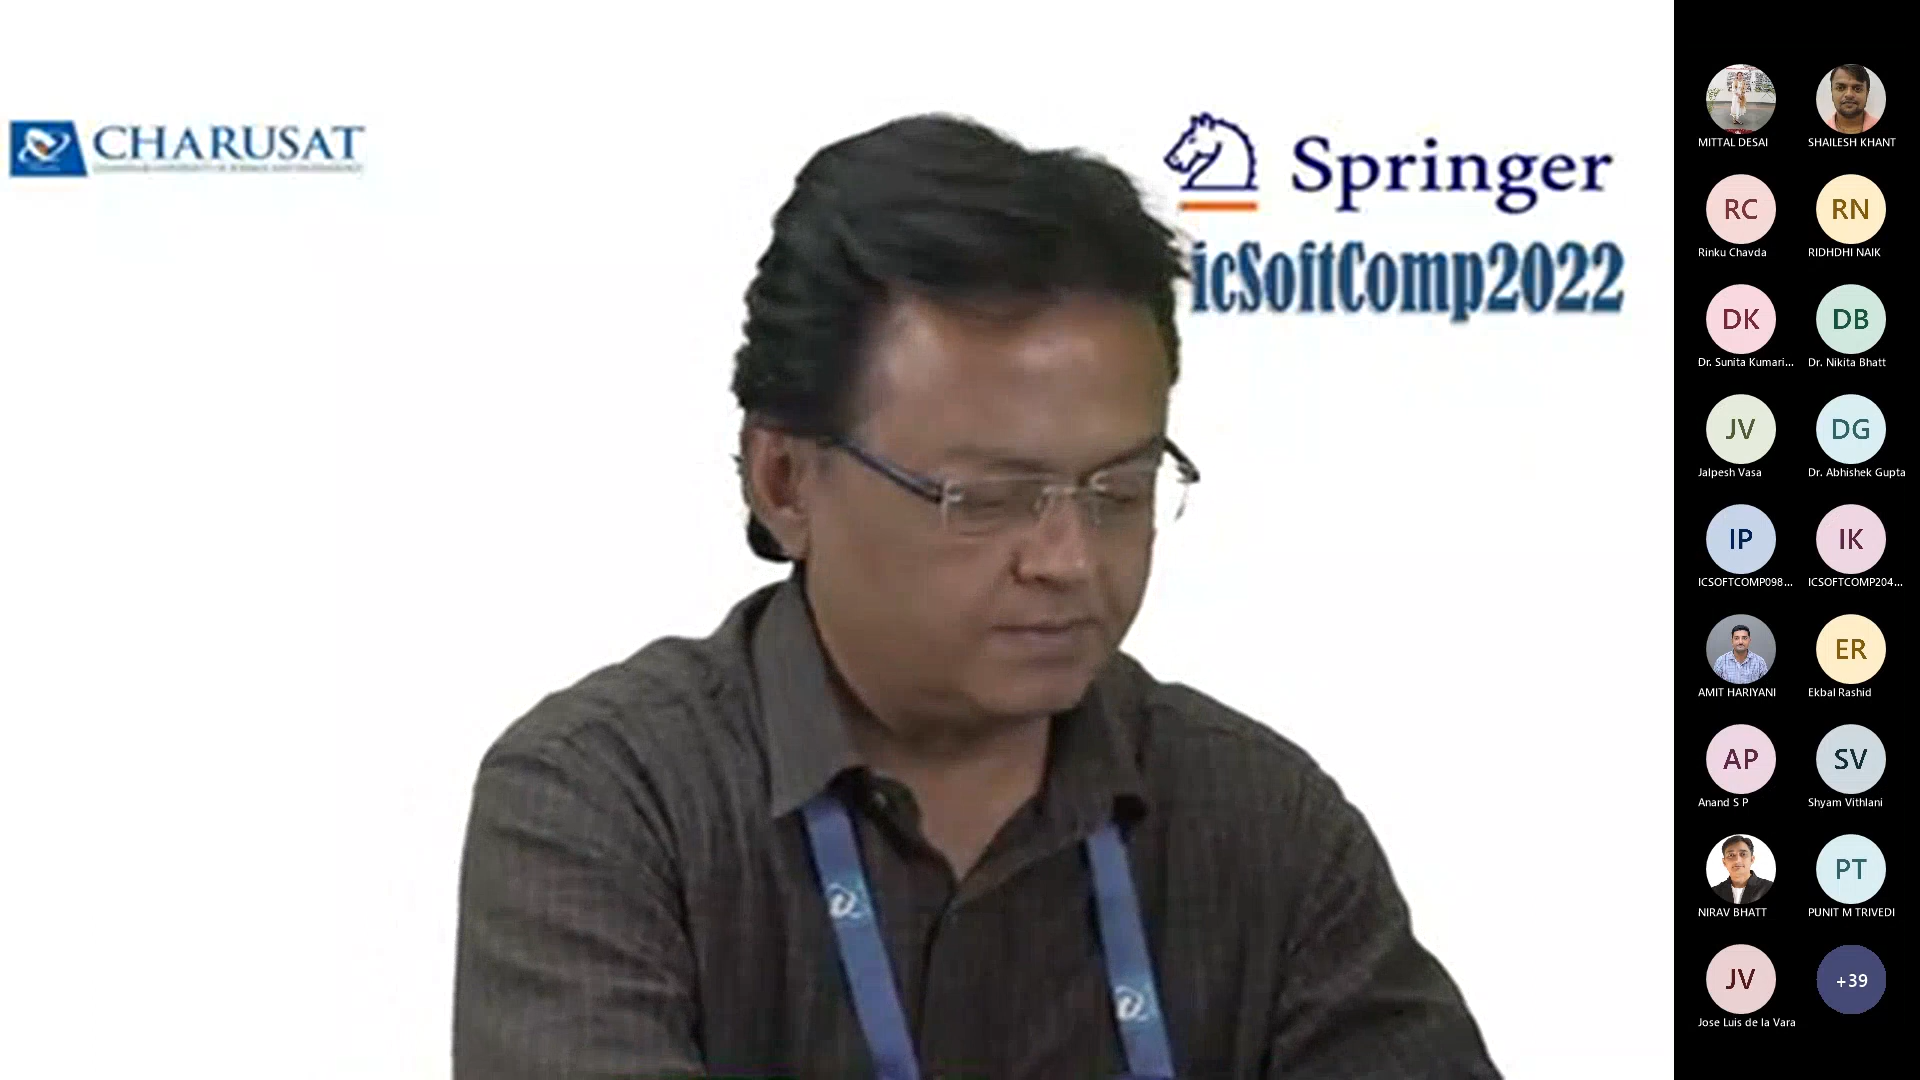 CHARUSAT
Springer
icSoftComp2022
MITTAL DESAI
SHAILESH KHANT
RC
RN
Rinku Chavda
RIDHDHI NAIK
DK
DB
Dr. Sunita Kumari...
Dr. Nikita Bhatt
JV
DG
Jalpesh Vasa
Dr. Abhishek Gupta
IP
IK
ICSOFTCOMP098...
ICSOFTCOMP204...
ER
AMIT HARIYANI
Ekbal Rashid
AP
SV
Anand S P
Shyam Vithlani
PT
NIRAV BHATT
PUNIT M TRIVEDI
JV
+39
Jose Luis de la Vara